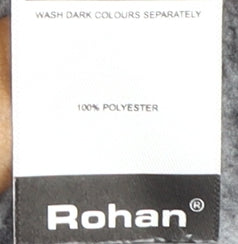 WASH DARK COLOURS SEPARATELY
100% POLYESTER
Rohan®